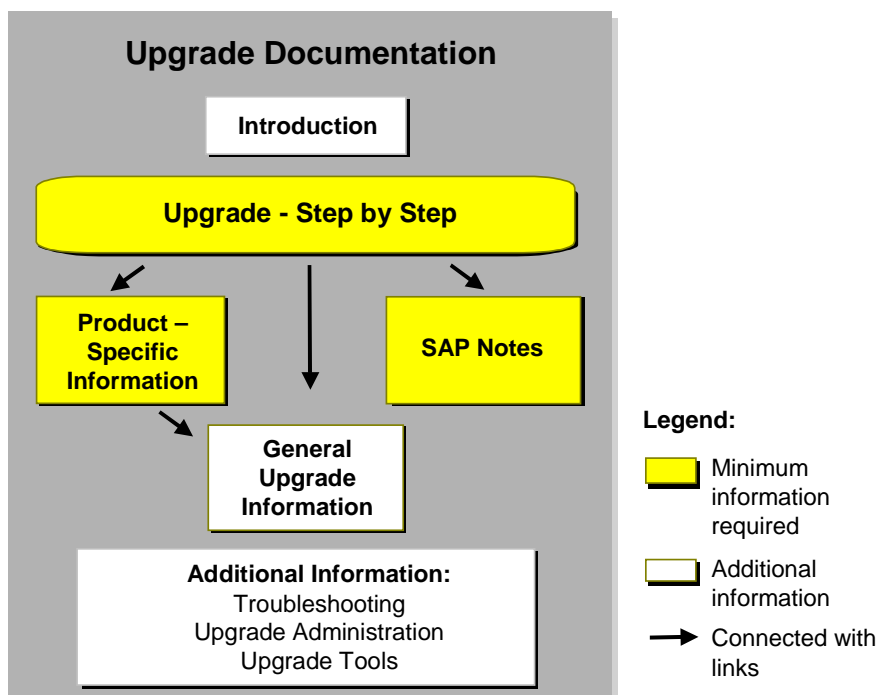 Upgrade Documentation
Introduction
Upgrade - Step by Step
Product –
Specific
Information
SAP Notes
General
Upgrade
Information
Additional Information:
Troubleshooting
Upgrade Administration
Upgrade Tools
Legend:
Minimum
information
required
Additional
information
Connected with
links